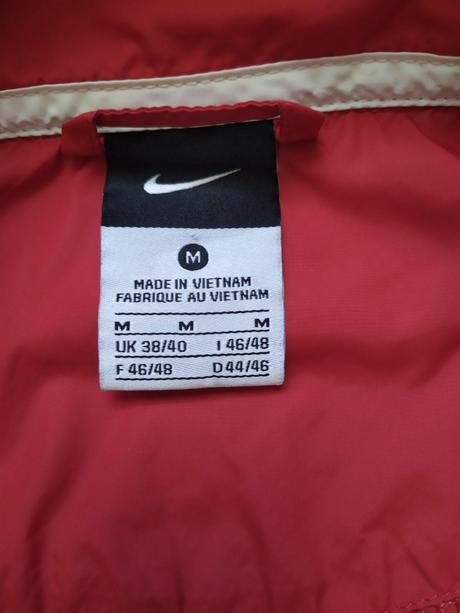 M
MADE IN VIETNAM
FABRIQUE AU VIETNAM
M M M
UK 38/40 I 46/48
F 46/48 D 44/46